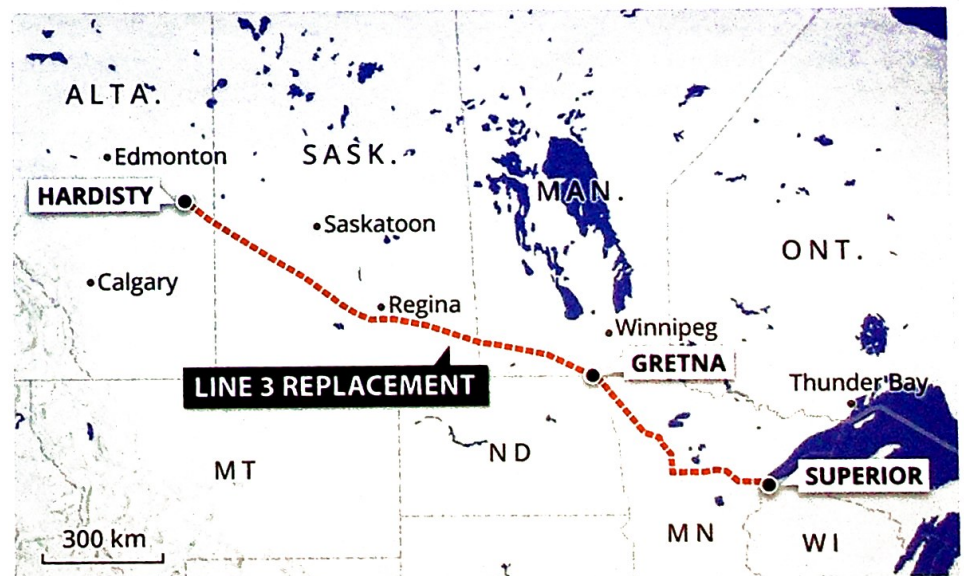 ALTA.
Edmonton
SASK.
HARDISTY
MAN.
Saskatoon
ONT.
Calgary
Regina
Winnipeg
GRETNA
LINE 3 REPLACEMENT
Thunder Bay
ND
MT
SUPERIOR
MN
WI
300 km